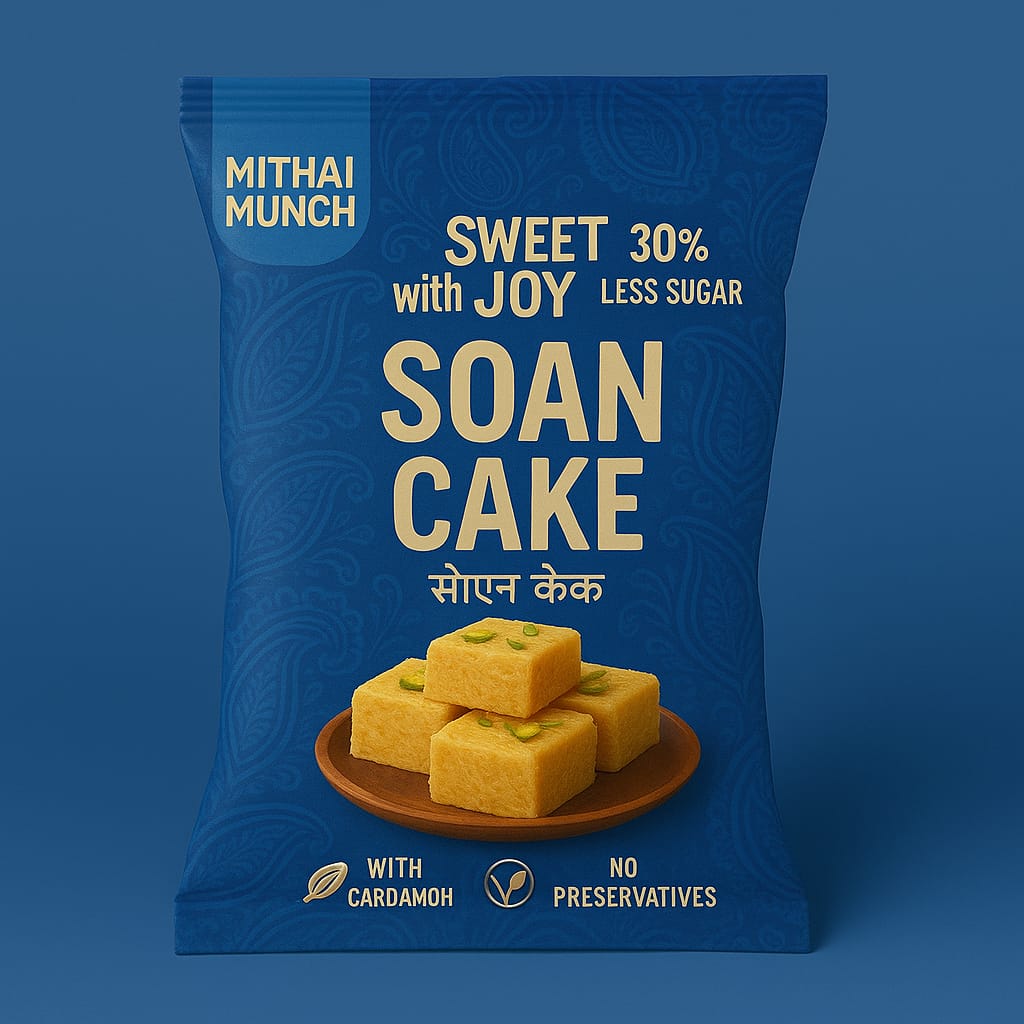 MITHAI
MUNCH
SWEET
with JOY
30%
LESS SUGAR
SOAN
CAKE
सोएन केक
WITH
CARDAMOH
NO
PRESERVATIVES